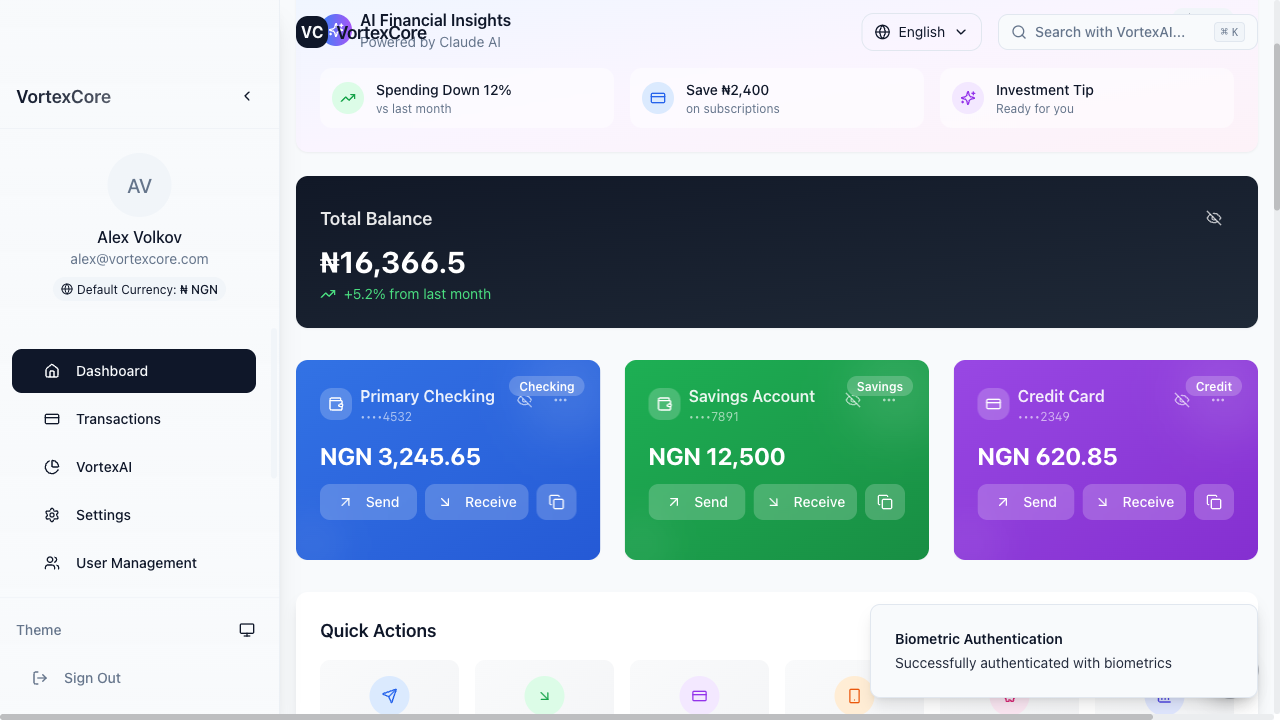 VortexCore
AV
Alex Volkov
alex@vortexcore.com
Default Currency: ₦ NGN
Dashboard
Transactions
VortexAI
Settings
User Management
Theme
Sign Out
VC
VortexCore
AI Financial Insights
Powered by Claude AI
English
Search with VortexAI...
⌘ K
Spending Down 12%
vs last month
Save ₦2,400
on subscriptions
Investment Tip
Ready for you
Total Balance
₦16,366.5
+5.2% from last month
Checking
Primary Checking
••••4532
NGN 3,245.65
Send
Receive
Savings
Savings Account
••••7891
NGN 12,500
Send
Receive
Credit
Credit Card
••••2349
NGN 620.85
Send
Receive
Quick Actions
Biometric Authentication
Successfully authenticated with biometrics